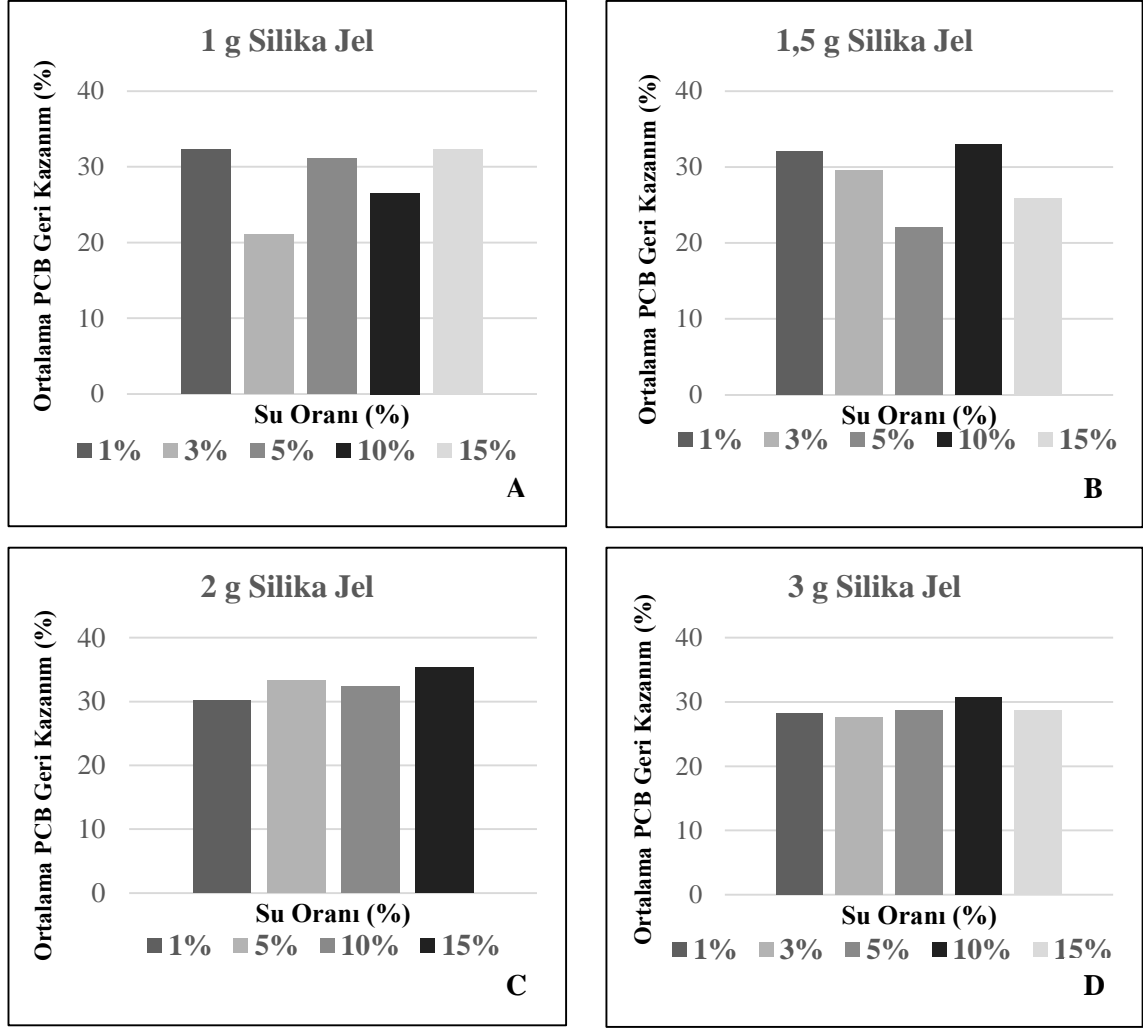 1 g Silika Jel
Ortalama PCB Geri Kazanım (%)
40
30
20
10
0
Su Oranı (%)
1% 3% 5% 10% 15%
A
1,5 g Silika Jel
Ortalama PCB Geri Kazanım (%)
40
30
20
10
0
Su Oranı (%)
1% 3% 5% 10% 15%
B
2 g Silika Jel
Ortalama PCB Geri Kazanım (%)
40
30
20
10
0
Su Oranı (%)
1% 5% 10% 15%
C
3 g Silika Jel
Ortalama PCB Geri Kazanım (%)
40
30
20
10
0
Su Oranı (%)
1% 3% 5% 10% 15%
D